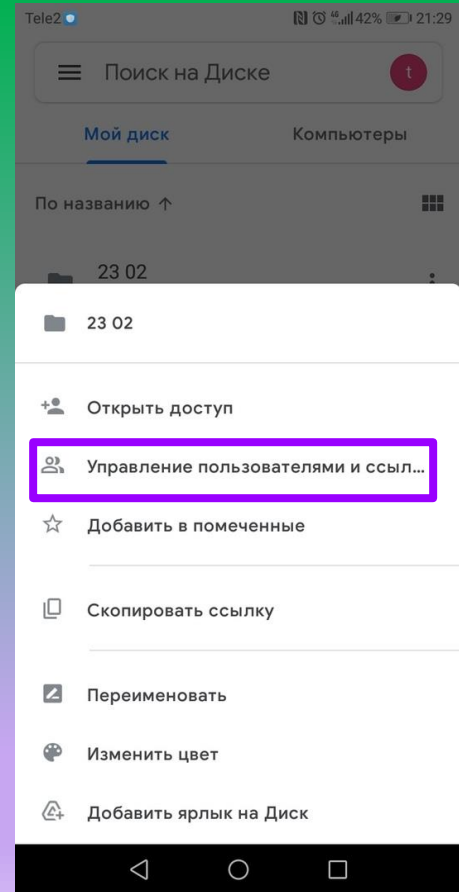 Tele2 42% 21:29
Поиск на Диске t
Мой диск Компьютеры
По названию
23 02
23 02
Открыть доступ
Управление пользователями и ссыл...
Добавить в помеченные
Скопировать ссылку
Переименовать
Изменить цвет
Добавить ярлык на Диск